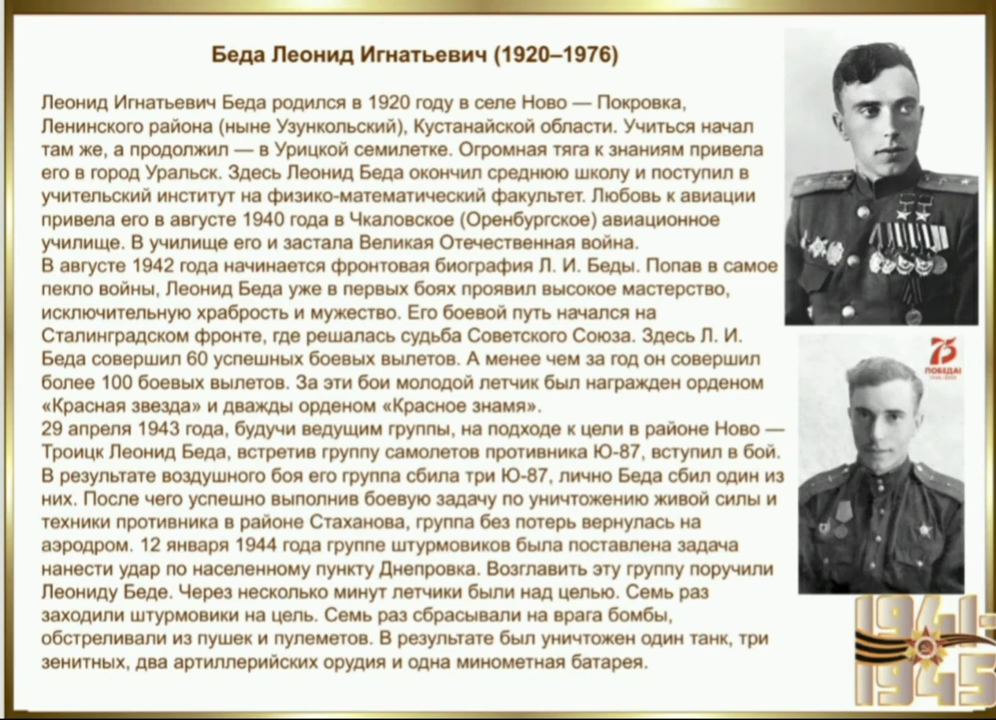 Беда Леонид Игнатьевич (1920–1976)
Леонид Игнатьевич Беда родился в 1920 году в селе Ново — Покровка,
Ленинского района (ныне Узункольский), Кустанайской области. Учиться начал
там же, а продолжил — в Урицкой семилетке. Огромная тяга к знаниям привела
его в город Уральск. Здесь Леонид Беда окончил среднюю школу и поступил в
учительский институт на физико-математический факультет. Любовь к авиации
привела его в августе 1940 года в Чкаловское (Оренбургское) авиационное
училище. В училище его и застала Великая Отечественная война.
В августе 1942 года начинается фронтовая биография Л. И. Беды. Попав в самое
пекло войны, Леонид Беда уже в первых боях проявил высокое мастерство,
исключительную храбрость и мужество. Его боевой путь начался на
Сталинградском фронте, где решалась судьба Советского Союза. Здесь Л. И.
Беда совершил 60 успешных боевых вылетов. А менее чем за год он совершил
более 100 боевых вылетов. За эти бои молодой летчик был награжден орденом
«Красная звезда» и дважды орденом «Красное знамя».
29 апреля 1943 года, будучи ведущим группы, на подходе к цели в районе Ново —
Троицк Леонид Беда, встретив группу самолетов противника Ю-87, вступил в бой.
В результате воздушного боя его группа сбила три Ю-87, лично Беда сбил один из
них. После чего успешно выполнив боевую задачу по уничтожению живой силы и
техники противника в районе Стаханова, группа без потерь вернулась на
аэродром. 12 января 1944 года группе штурмовиков была поставлена задача
нанести удар по населенному пункту Днепровка. Возглавить эту группу поручили
Леониду Беде. Через несколько минут летчики были над целью. Семь раз
заходили штурмовики на цель. Семь раз сбрасывали на врага бомбы,
обстреливали из пушек и пулеметов. В результате был уничтожен один танк, три
зенитных, два артиллерийских орудия и одна минометная батарея.
75
ПОБЕДА!
1941-
1945